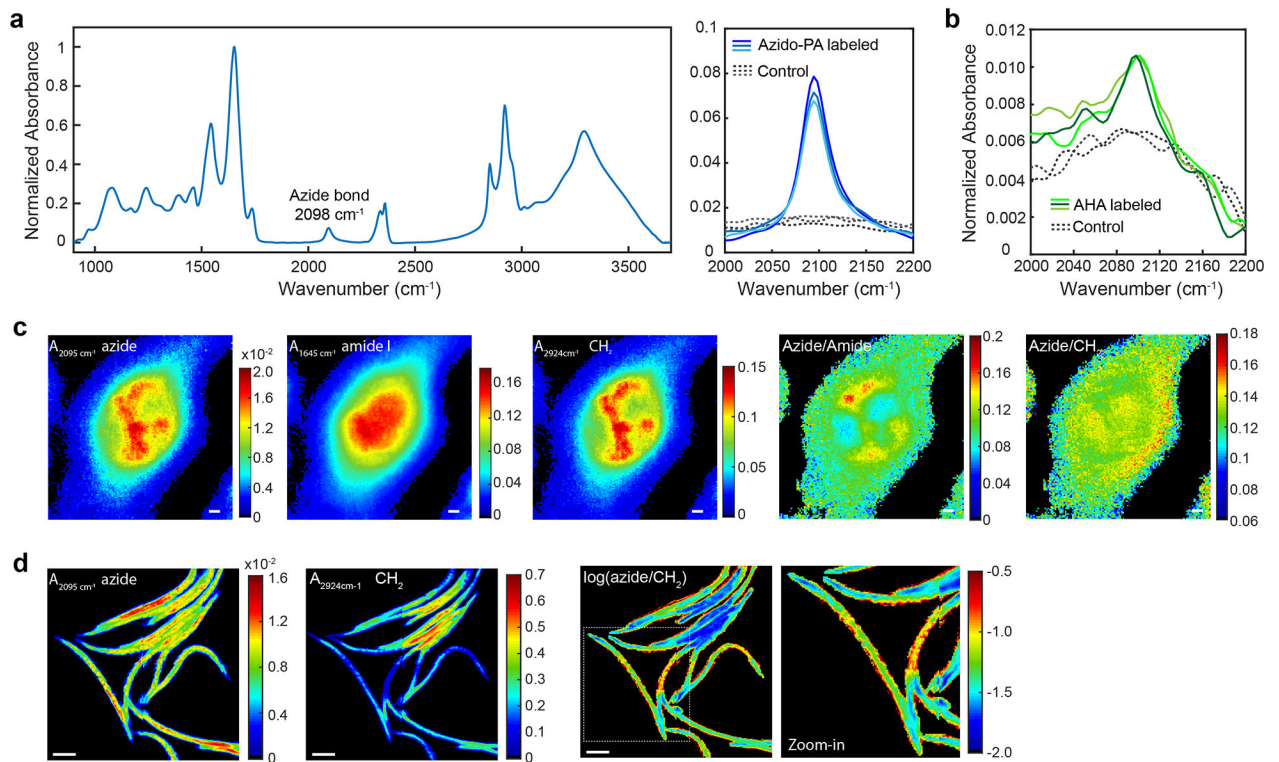 a
Normalized Absorbance
1
0.8
0.6
0.4
0.2
0
Azide bond
2098 cm⁻¹
1000 1500 2000 2500 3000 3500
Wavenumber (cm⁻¹)
0.1
0.08
0.06
0.04
0.02
0
Azido-PA labeled
Control
2000 2050 2100 2150 2200
Wavenumber (cm⁻¹)
b
Normalized Absorbance
0.012
0.010
0.008
0.006
0.004
0.002
0
AHA labeled
Control
2000 2040 2080 2120 2160 2200
Wavenumber (cm⁻¹)
c
A2095 cm⁻¹ azide
x10⁻²
2.0
1.6
1.2
0.8
0.4
0
A1645 cm⁻¹ amide I
0.16
0.12
0.08
0.04
0
A2924cm⁻¹ CH₂
0.15
0.10
0.05
0
Azide/Amide
0.2
0.16
0.12
0.08
0.04
0
Azide/CH
0.18
0.16
0.14
0.12
0.1
0.08
0.06
d
A2095 cm⁻¹ azide
x10⁻²
1.6
1.2
0.8
0.4
0
A2924cm-1 CH₂
0.7
0.6
0.5
0.4
0.3
0.2
0.1
0
log(azide/CH₂)
Zoom-in
-0.5
-1.0
-1.5
-2.0